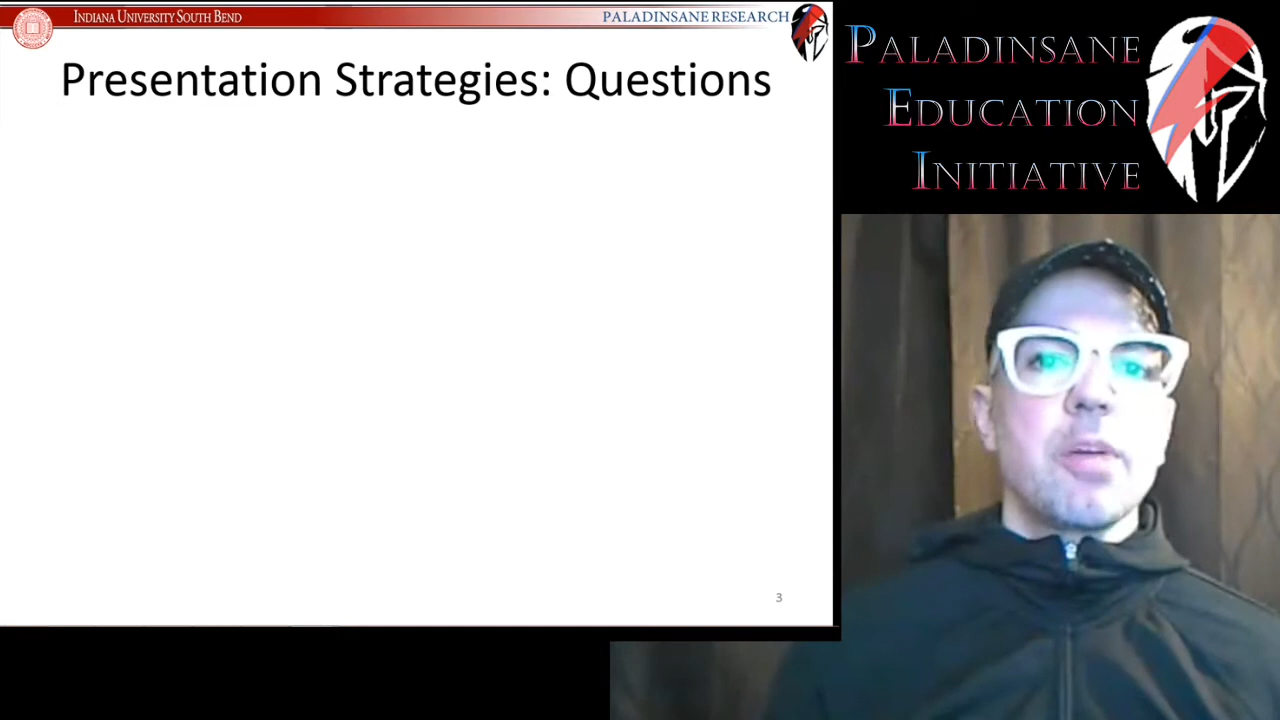 INDIANA UNIVERSITY SOUTH BEND
PALADINSANE RESEARCH
Presentation Strategies: Questions
3
PALADINSANE
EDUCATION
INITIATIVE